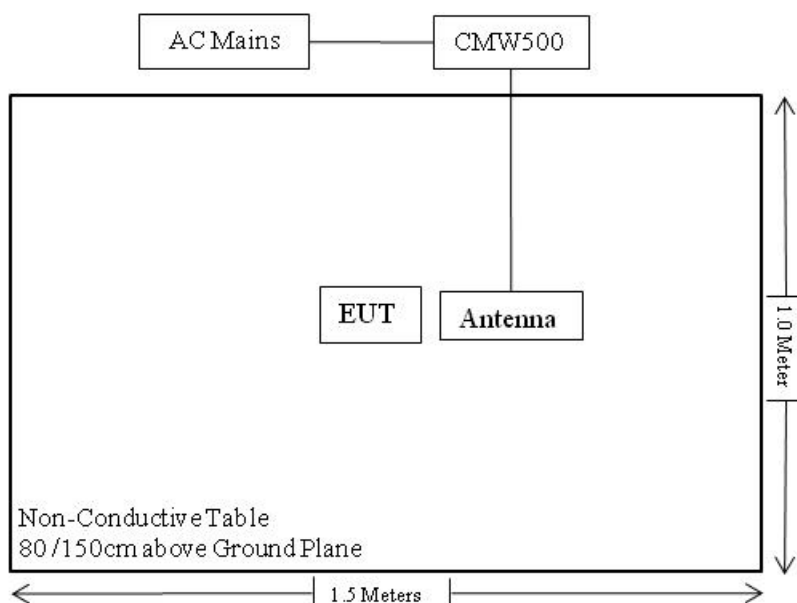 AC Mains
CMW500
EUT
Antenna
1.0 Meter
Non-Conductive Table
80 /150cm above Ground Plane
1.5 Meters